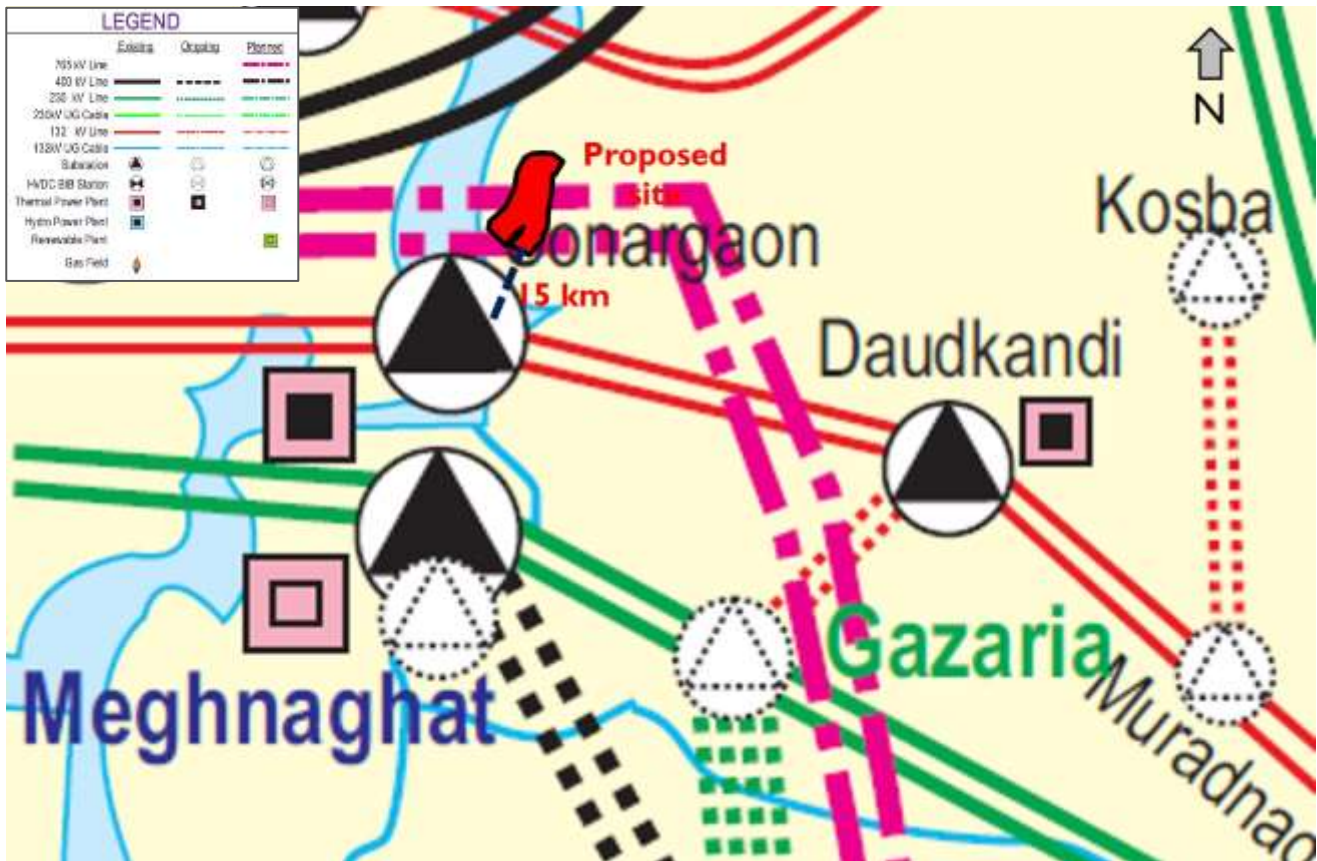 LEGEND
Existing Ongoing Planned
765 kV Line
400 kV Line
230 kV Line
230kV UG Cable
132 kV Line
132kV UG Cable
Substation
HVDC BtB Station
Thermal Power Plant
Hydro Power Plant
Renewable Plant
Gas Field
N
Proposed
site
Kosba
Sonargaon
15 km
Daudkandi
Gazaria
Meghnaghat
Muradnag